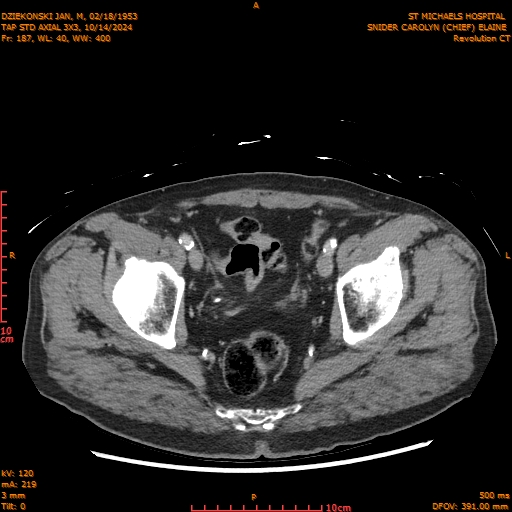 A
DZIEKONSKI JAN, M, 02/18/1953
TAP STD AXIAL 3X3, 10/14/2024
Fr: 187, WL: 40, WW: 400
ST MICHAELS HOSPITAL
SNIDER CAROLYN (CHIEF) ELAINE
Revolution CT
R
L
10
cm
kV: 120
mA: 219
3 mm
Tilt: 0
P
10cm
500 ms
DFOV: 391.00 mm